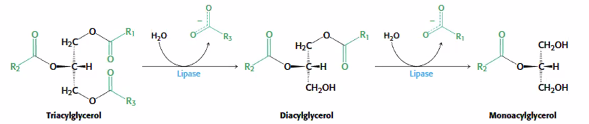 O O
− −
O R₁ H₂O O R₃ O R₁ H₂O O R₁
H₂C O H₂C O CH₂OH
O O O
R₂ O C H Lipase R₂ O C H O Lipase R₂ O C H
H₂C O CH₂OH CH₂OH
O R₃
Triacylglycerol Diacylglycerol Monoacylglycerol